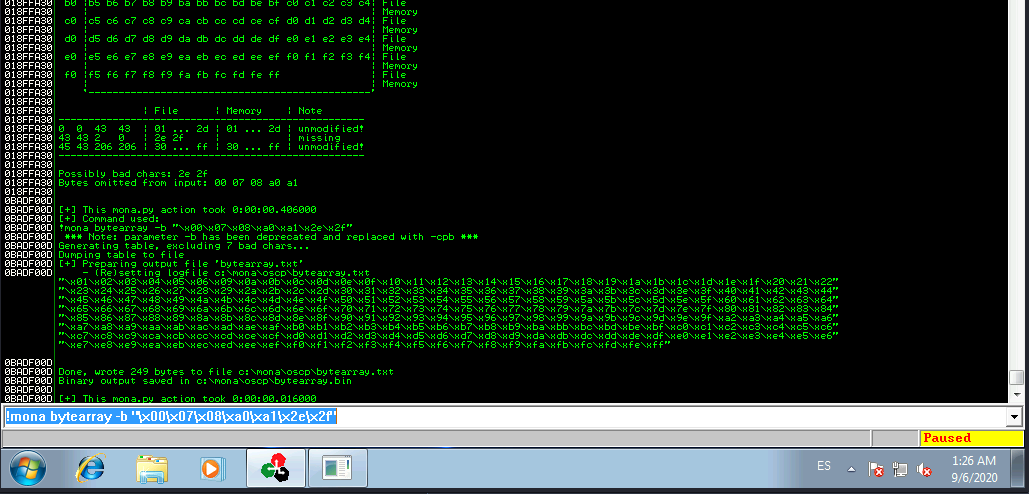 018FFA30 b0 |b5 b6 b7 b8 b9 ba bb bc bd be bf c0 c1 c2 c3 c4| File
018FFA30 | | Memory
018FFA30 c0 |c5 c6 c7 c8 c9 ca cb cc cd ce cf d0 d1 d2 d3 d4| File
018FFA30 | | Memory
018FFA30 d0 |d5 d6 d7 d8 d9 da db dc dd de df e0 e1 e2 e3 e4| File
018FFA30 | | Memory
018FFA30 e0 |e5 e6 e7 e8 e9 ea eb ec ed ee ef f0 f1 f2 f3 f4| File
018FFA30 | | Memory
018FFA30 f0 |f5 f6 f7 f8 f9 fa fb fc fd fe ff | File
018FFA30 | | Memory
018FFA30 `-----------------------------------------------'
018FFA30
018FFA30 | File | Memory | Note
018FFA30 -----------------------------------------------
018FFA30 0 0 43 43 | 01 ... 2d | 01 ... 2d | unmodified!
018FFA30 43 43 2 0 | 2e 2f | | missing
018FFA30 45 43 206 206 | 30 ... ff | 30 ... ff | unmodified!
018FFA30 -----------------------------------------------
018FFA30
018FFA30 Possibly bad chars: 2e 2f
018FFA30 Bytes omitted from input: 00 07 08 a0 a1
018FFA30
0BADF00D
0BADF00D [+] This mona.py action took 0:00:00.406000
0BADF00D [+] Command used:
0BADF00D !mona bytearray -b "\x00\x07\x08\xa0\xa1\x2e\x2f"
0BADF00D *** Note: parameter -b has been deprecated and replaced with -cpb ***
0BADF00D Generating table, excluding 7 bad chars...
0BADF00D Dumping table to file
0BADF00D [+] Preparing output file 'bytearray.txt'
0BADF00D - (Re)setting logfile c:\mona\oscp\bytearray.txt
"\x01\x02\x03\x04\x05\x06\x09\x0a\x0b\x0c\x0d\x0e\x0f\x10\x11\x12\x13\x14\x15\x16\x17\x18\x19\x1a\x1b\x1c\x1d\x1e\x1f\x20\x21\x22"
"\x23\x24\x25\x26\x27\x28\x29\x2a\x2b\x2c\x2d\x30\x31\x32\x33\x34\x35\x36\x37\x38\x39\x3a\x3b\x3c\x3d\x3e\x3f\x40\x41\x42\x43\x44"
"\x45\x46\x47\x48\x49\x4a\x4b\x4c\x4d\x4e\x4f\x50\x51\x52\x53\x54\x55\x56\x57\x58\x59\x5a\x5b\x5c\x5d\x5e\x5f\x60\x61\x62\x63\x64"
"\x65\x66\x67\x68\x69\x6a\x6b\x6c\x6d\x6e\x6f\x70\x71\x72\x73\x74\x75\x76\x77\x78\x79\x7a\x7b\x7c\x7d\x7e\x7f\x80\x81\x82\x83\x84"
"\x85\x86\x87\x88\x89\x8a\x8b\x8c\x8d\x8e\x8f\x90\x91\x92\x93\x94\x95\x96\x97\x98\x99\x9a\x9b\x9c\x9d\x9e\x9f\xa2\xa3\xa4\xa5\xa6"
"\xa7\xa8\xa9\xaa\xab\xac\xad\xae\xaf\xb0\xb1\xb2\xb3\xb4\xb5\xb6\xb7\xb8\xb9\xba\xbb\xbc\xbd\xbe\xbf\xc0\xc1\xc2\xc3\xc4\xc5\xc6"
"\xc7\xc8\xc9\xca\xcb\xcc\xcd\xce\xcf\xd0\xd1\xd2\xd3\xd4\xd5\xd6\xd7\xd8\xd9\xda\xdb\xdc\xdd\xde\xdf\xe0\xe1\xe2\xe3\xe4\xe5\xe6"
"\xe7\xe8\xe9\xea\xeb\xec\xed\xee\xef\xf0\xf1\xf2\xf3\xf4\xf5\xf6\xf7\xf8\xf9\xfa\xfb\xfc\xfd\xfe\xff"
0BADF00D
0BADF00D Done, wrote 249 bytes to file c:\mona\oscp\bytearray.txt
0BADF00D Binary output saved in c:\mona\oscp\bytearray.bin
0BADF00D
0BADF00D [+] This mona.py action took 0:00:00.016000
!mona bytearray -b "\x00\x07\x08\xa0\xa1\x2e\x2f"
Paused
ES
1:26 AM
9/6/2020